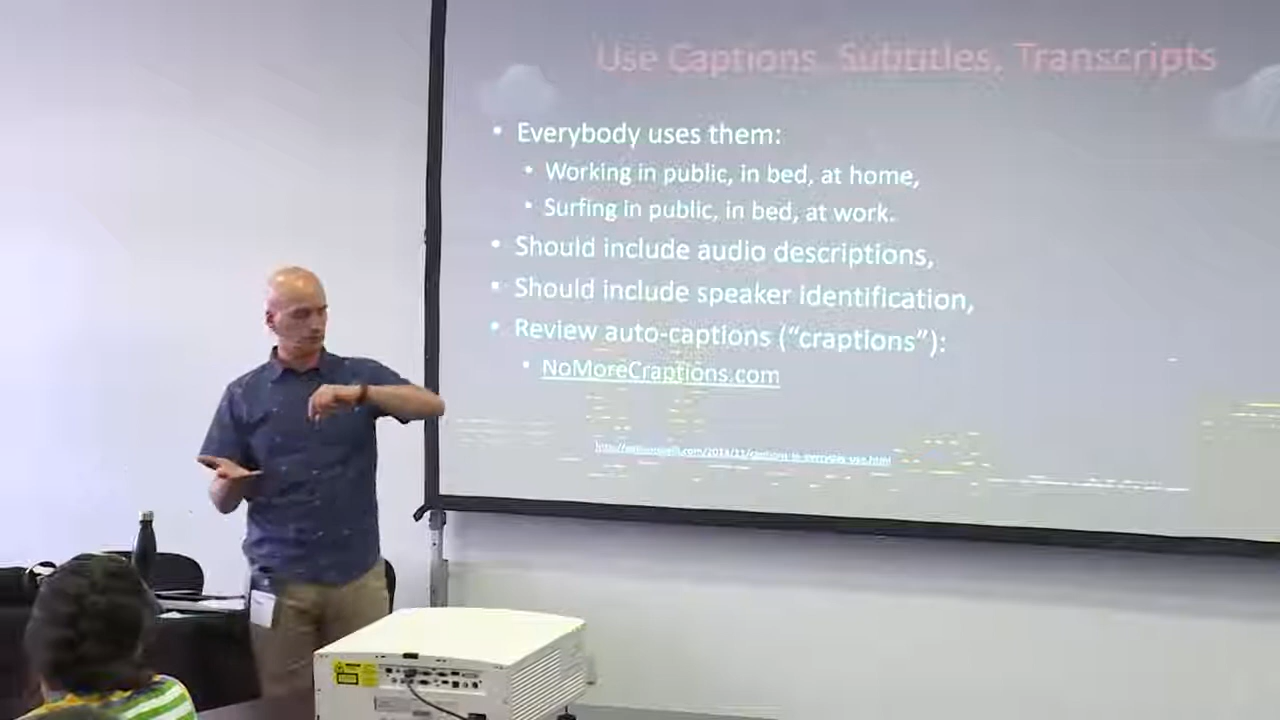 Use Captions, Subtitles, Transcripts
• Everybody uses them:
• Working in public, in bed, at home,
• Surfing in public, in bed, at work.
• Should include audio descriptions,
• Should include speaker identification,
• Review auto-captions (“craptions”):
• NoMoreCraptions.com